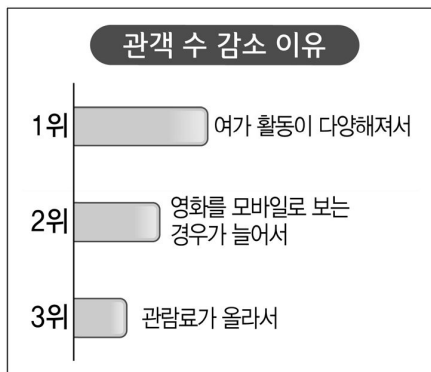 관객 수 감소 이유
1위 여가 활동이 다양해져서
2위 영화를 모바일로 보는
경우가 늘어서
3위 관람료가 올라서